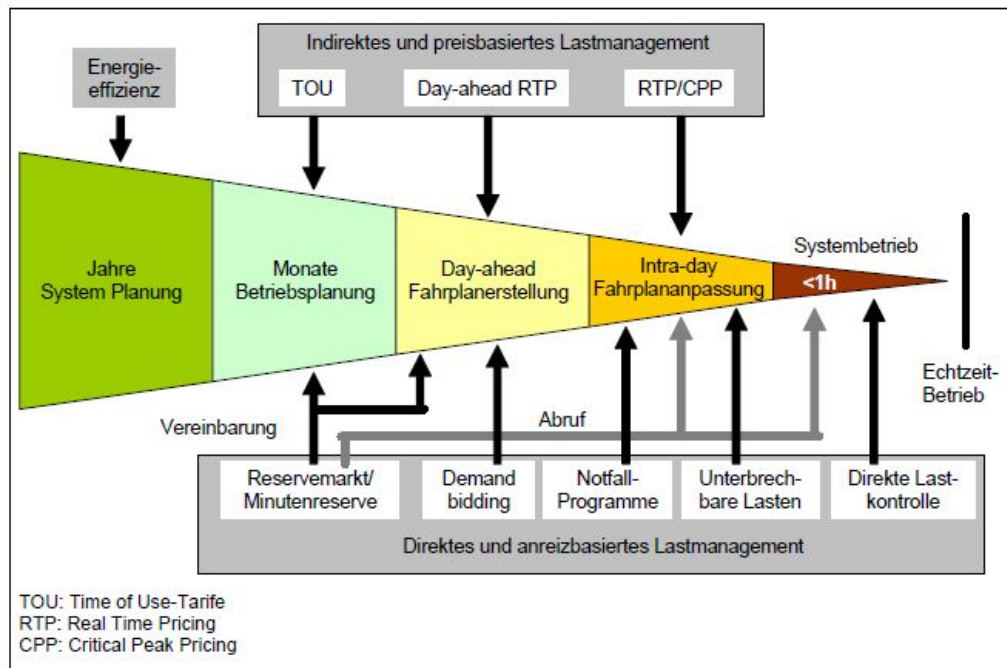 Indirektes und preisbasiertes Lastmanagement
Energie-
effizienz
TOU
Day-ahead RTP
RTP/CPP
Jahre
System Planung
Monate
Betriebsplanung
Day-ahead
Fahrplanerstellung
Intra-day
Fahrplananpassung
Systembetrieb
<1h
Echtzeit-
Betrieb
Vereinbarung
Abruf
Reservemarkt/
Minutenreserve
Demand
bidding
Notfall-
Programme
Unterbrech-
bare Lasten
Direkte Last-
kontrolle
Direktes und anreizbasiertes Lastmanagement
TOU: Time of Use-Tarife
RTP: Real Time Pricing
CPP: Critical Peak Pricing